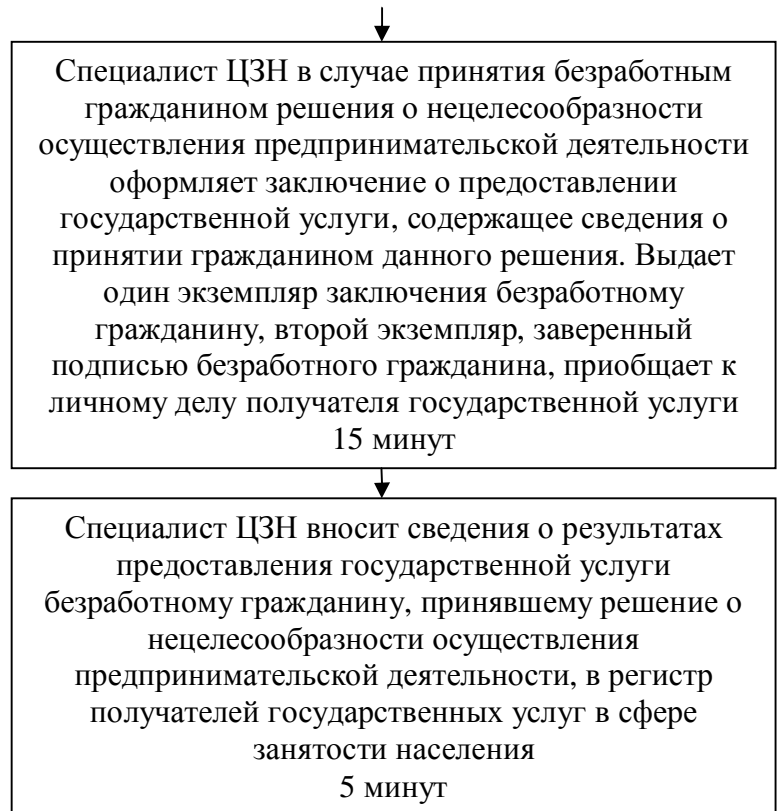 Специалист ЦЗН в случае принятия безработным
гражданином решения о нецелесообразности
осуществления предпринимательской деятельности
оформляет заключение о предоставлении
государственной услуги, содержащее сведения о
принятии гражданином данного решения. Выдает
один экземпляр заключения безработному
гражданину, второй экземпляр, заверенный
подписью безработного гражданина, приобщает к
личному делу получателя государственной услуги
15 минут
Специалист ЦЗН вносит сведения о результатах
предоставления государственной услуги
безработному гражданину, принявшему решение о
нецелесообразности осуществления
предпринимательской деятельности, в регистр
получателей государственных услуг в сфере
занятости населения
5 минут